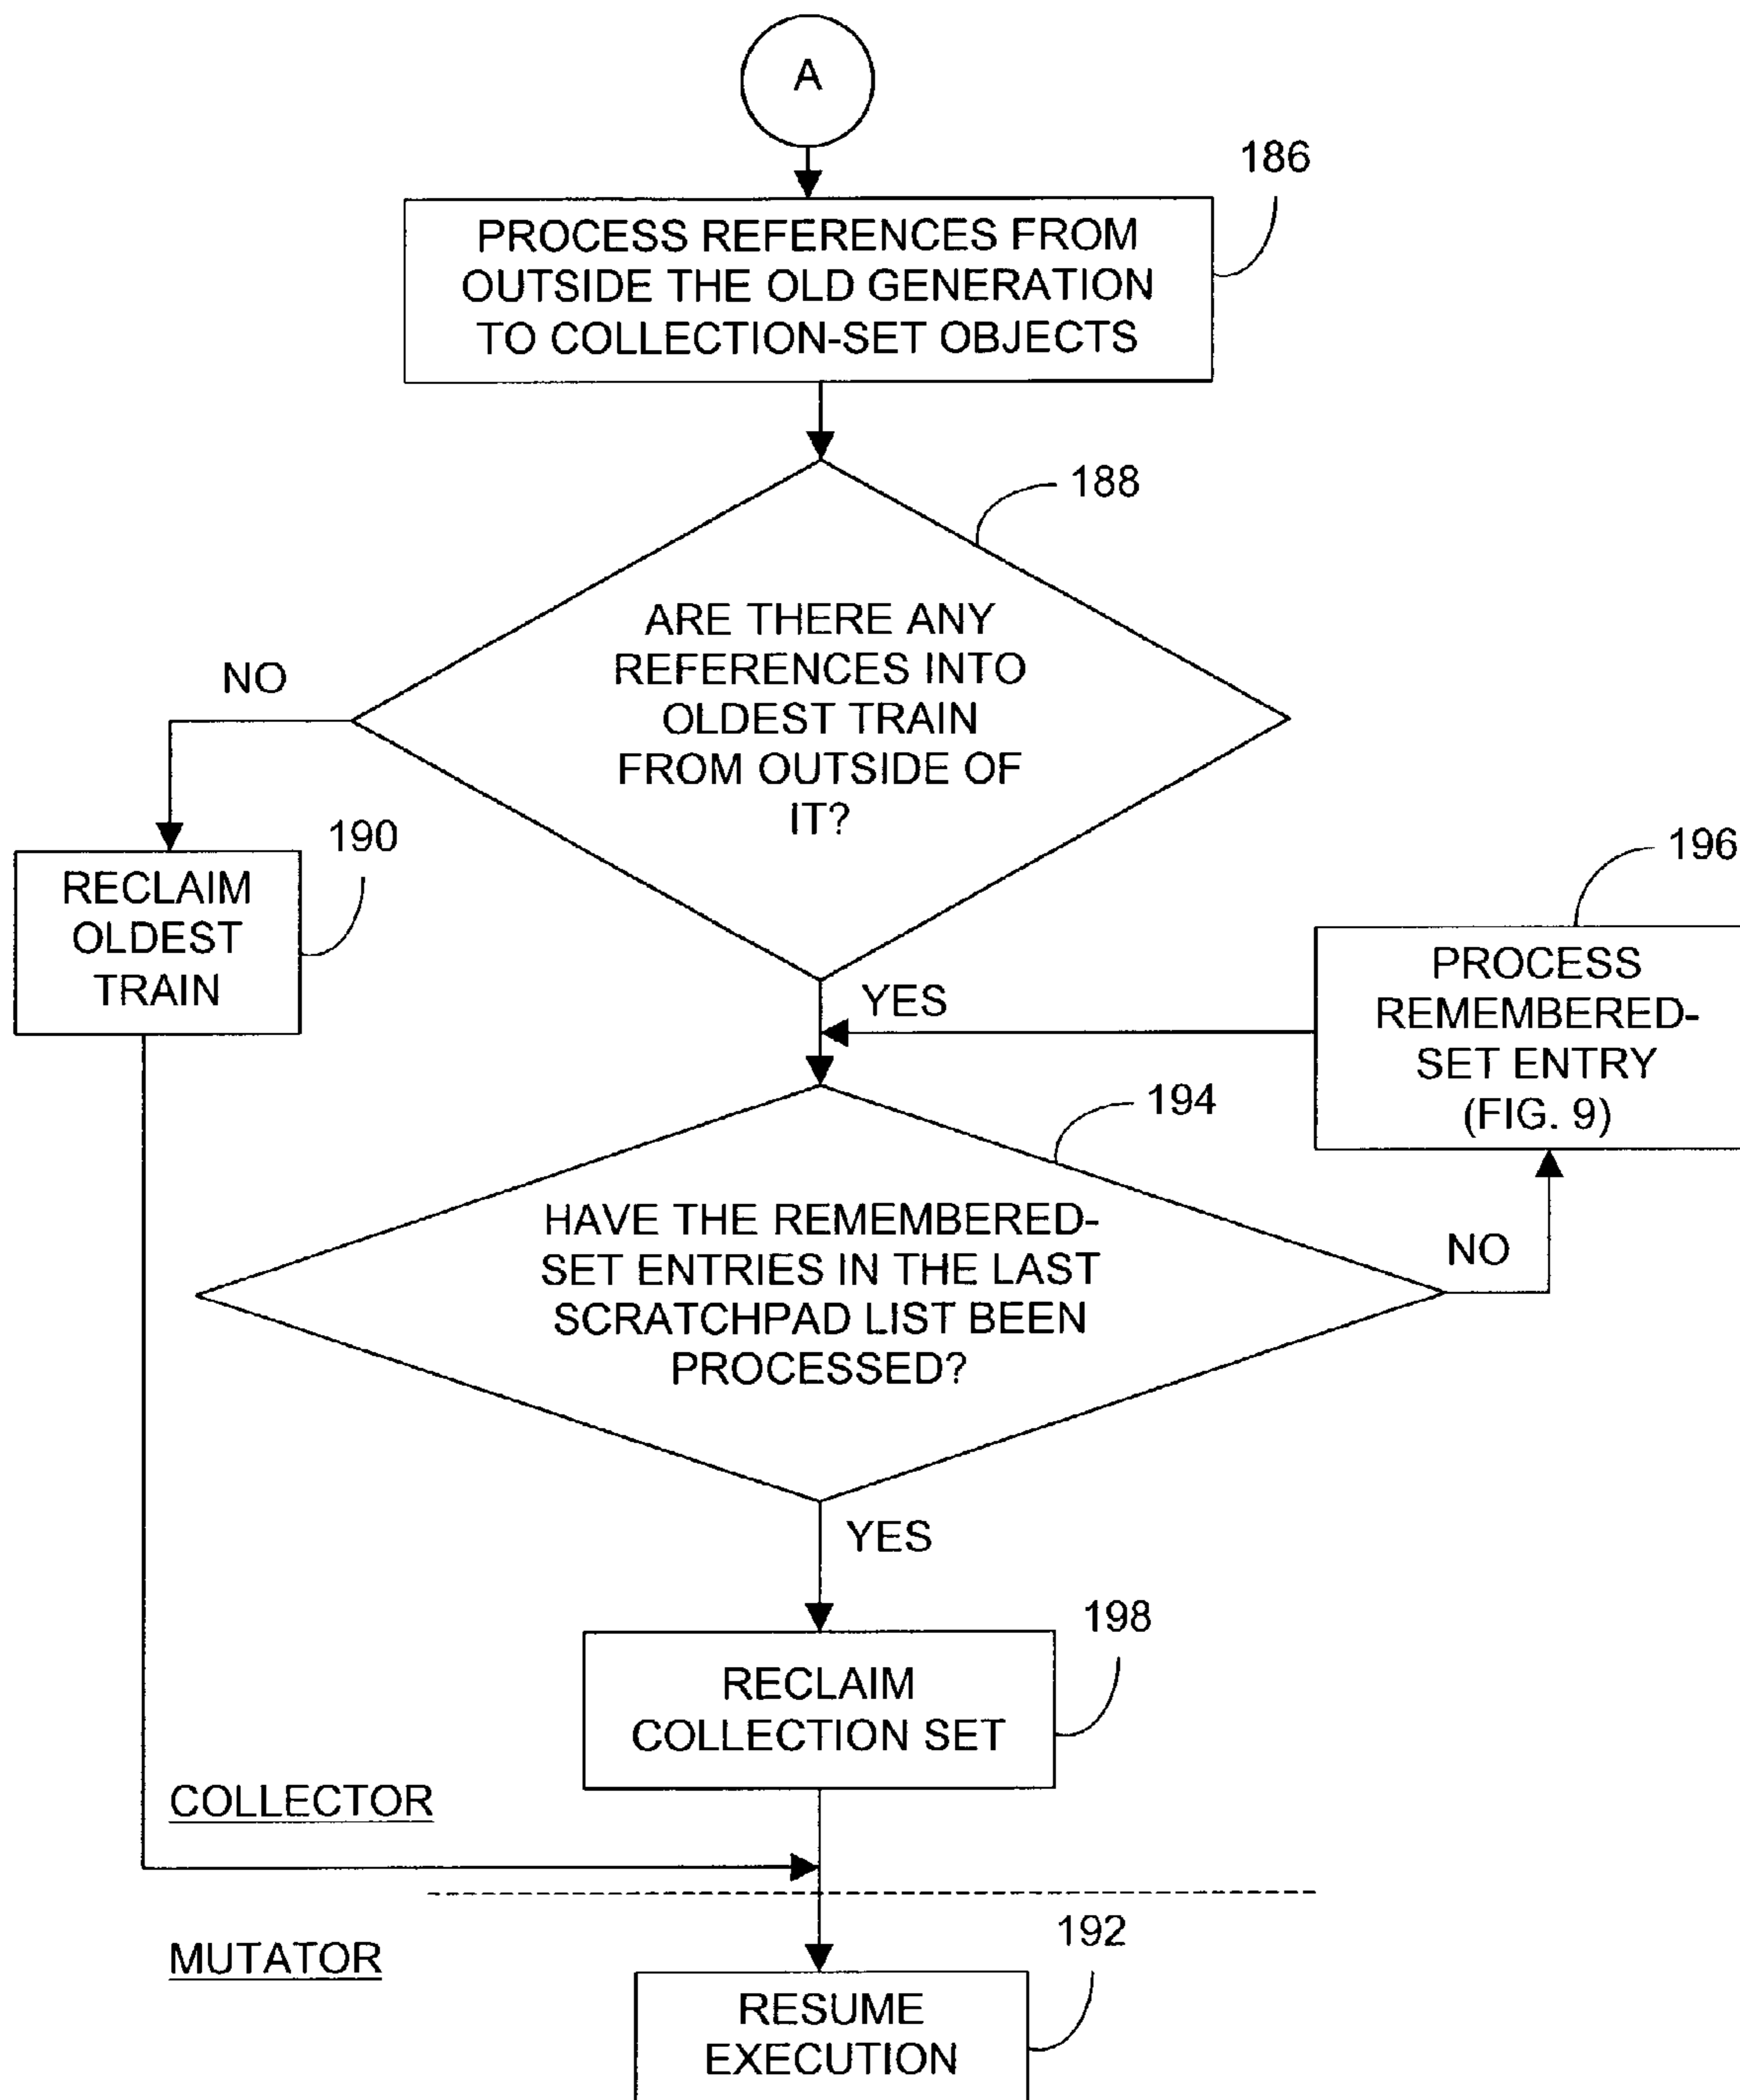 A
186
PROCESS REFERENCES FROM
OUTSIDE THE OLD GENERATION
TO COLLECTION-SET OBJECTS
188
ARE THERE ANY
REFERENCES INTO
OLDEST TRAIN
FROM OUTSIDE OF
IT?
NO
190
RECLAIM
OLDEST
TRAIN
YES
196
PROCESS
REMEMBERED-
SET ENTRY
(FIG. 9)
194
HAVE THE REMEMBERED-
SET ENTRIES IN THE LAST
SCRATCHPAD LIST BEEN
PROCESSED?
NO
YES
198
RECLAIM
COLLECTION SET
COLLECTOR
MUTATOR
192
RESUME
EXECUTION